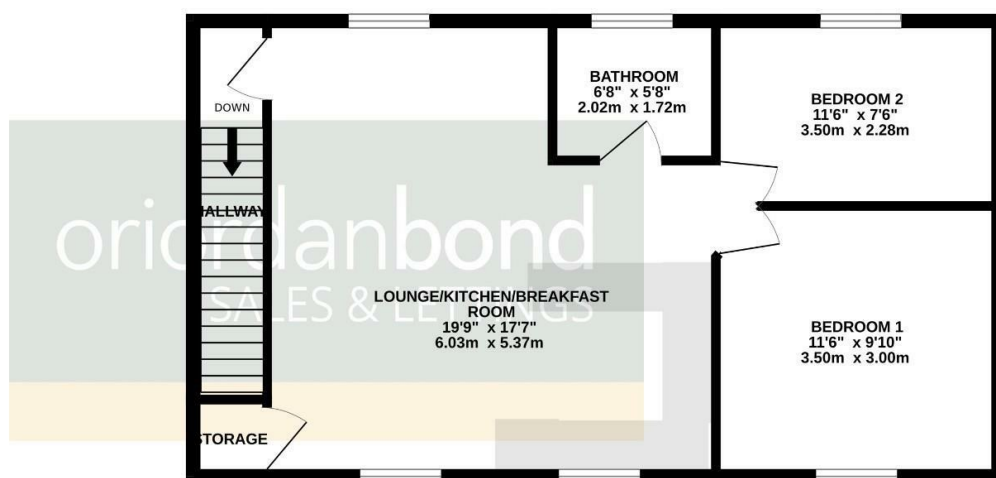 BATHROOM
6'8" x 5'8"
2.02m x 1.72m
BEDROOM 2
11'6" x 7'6"
3.50m x 2.28m
DOWN
HALLWAY
oriordanbond
SALES & LETTINGS
LOUNGE/KITCHEN/BREAKFAST
ROOM
19'9" x 17'7"
6.03m x 5.37m
BEDROOM 1
11'6" x 9'10"
3.50m x 3.00m
STORAGE